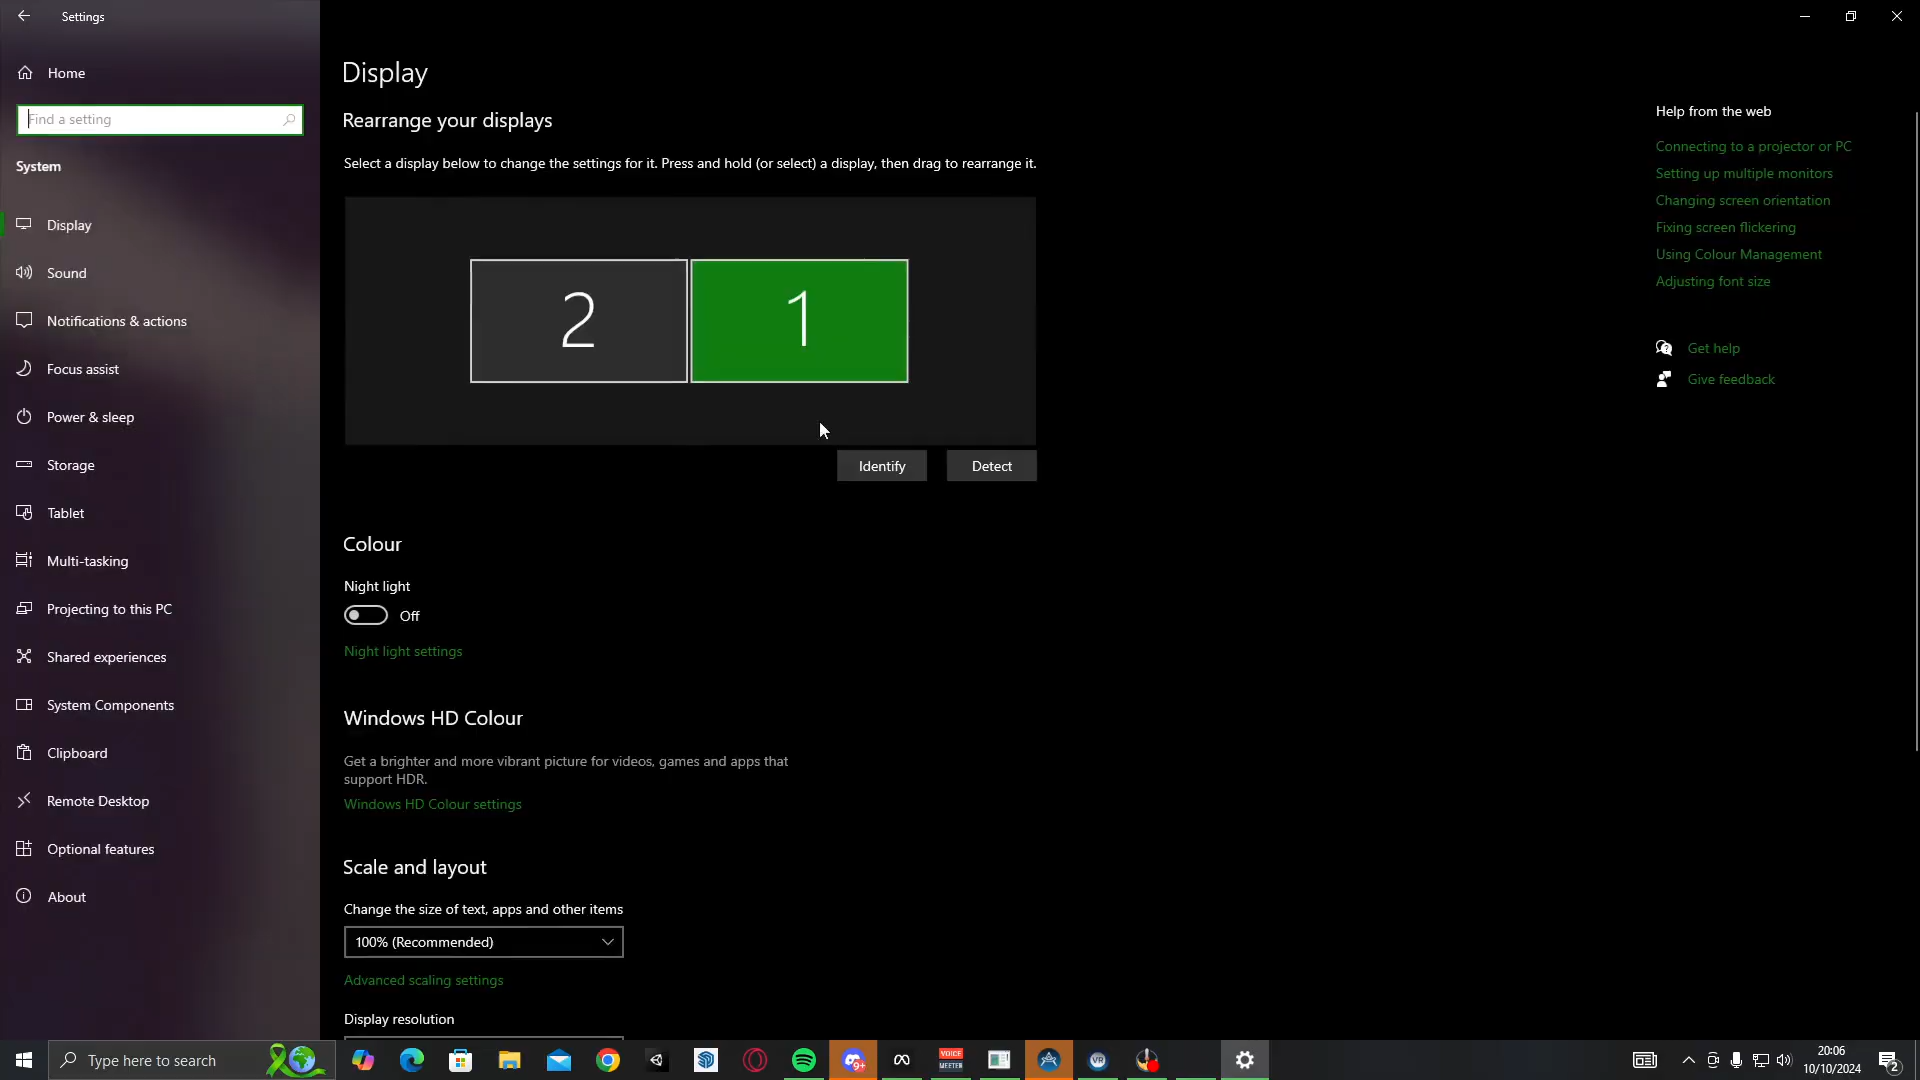 Settings
Home
Find a setting
System
Display
Sound
Notifications & actions
Focus assist
Power & sleep
Storage
Tablet
Multi-tasking
Projecting to this PC
Shared experiences
System Components
Clipboard
Remote Desktop
Optional features
About
Display
Rearrange your displays
Select a display below to change the settings for it. Press and hold (or select) a display, then drag to rearrange it.
2
1
Identify
Detect
Colour
Night light
Off
Night light settings
Windows HD Colour
Get a brighter and more vibrant picture for videos, games and apps that
support HDR.
Windows HD Colour settings
Scale and layout
Change the size of text, apps and other items
100% (Recommended)
Advanced scaling settings
Display resolution
Help from the web
Connecting to a projector or PC
Setting up multiple monitors
Changing screen orientation
Fixing screen flickering
Using Colour Management
Adjusting font size
Get help
Give feedback
Type here to search
9+
VOICE
MEETER
VR
20:06
10/10/2024
2